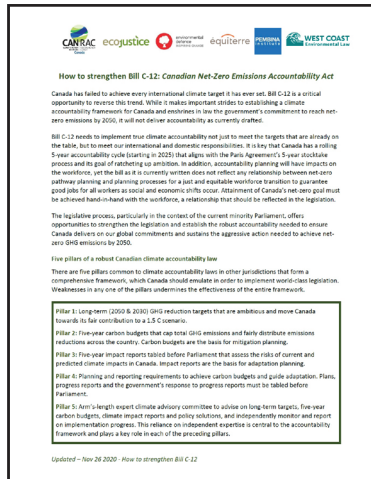 CANRAC
Canada
ecojustice
environmental
defence
équiterre
PEMBINA
institute
WEST COAST
Environmental Law
How to strengthen Bill C-12: Canadian Net-Zero Emissions Accountability Act
Canada has failed to achieve every international climate target it has ever set. Bill C-12 is a critical
opportunity to reverse this trend. While it makes important strides to establishing a climate
accountability framework for Canada and enshrines in law the government's commitment to reach net-
zero emissions by 2050, it will not deliver accountability as currently drafted.
Bill C-12 needs to implement true climate accountability not just to meet the targets that are already on
the table, but to meet our international and domestic responsibilities. It is key that Canada has a rolling
5-year accountability cycle (starting in 2025) that aligns with the Paris Agreement's 5-year stocktake
process and its goal of ratcheting up ambition. In addition, accountability planning will have impacts on
the workforce, yet the bill as it is currently written does not reflect any relationship between net-zero
pathway planning and planning processes for a just and equitable workforce transition to guarantee
good jobs for all workers as social and economic shifts occur. Attainment of Canada's net-zero goal must
be achieved hand-in-hand with the workforce, a relationship that should be reflected in the legislation.
The legislative process, particularly in the context of the current minority Parliament, offers
opportunities to strengthen the legislation and establish the robust accountability needed to ensure
Canada delivers on our global commitments and sustains the aggressive action needed to achieve net-
zero GHG emissions by 2050.
Five pillars of a robust Canadian climate accountability law
There are five pillars common to climate accountability laws in other jurisdictions that form a
comprehensive framework, which Canada should emulate in order to implement world-class legislation.
Weaknesses in any one of the pillars undermines the effectiveness of the entire framework.
Pillar 1: Long-term (2050 & 2030) GHG reduction targets that are ambitious and move Canada
towards its fair contribution to a 1.5 C scenario.
Pillar 2: Five-year carbon budgets that cap total GHG emissions and fairly distribute emissions
reductions across the country. Carbon budgets are the basis for mitigation planning.
Pillar 3: Five-year impact reports tabled before Parliament that assess the risks of current and
predicted climate impacts in Canada. Impact reports are the basis for adaptation planning.
Pillar 4: Planning and reporting requirements to achieve carbon budgets and guide adaptation. Plans,
progress reports and the government's response to progress reports must be tabled before
Parliament.
Pillar 5: Arm's-length expert climate advisory committee to advise on long-term targets, five-year
carbon budgets, climate impact reports and policy solutions, and independently monitor and report
on implementation progress. This reliance on independent expertise is central to the accountability
framework and plays a key role in each of the preceding pillars.
Updated – Nov 26 2020 - How to strengthen Bill C-12